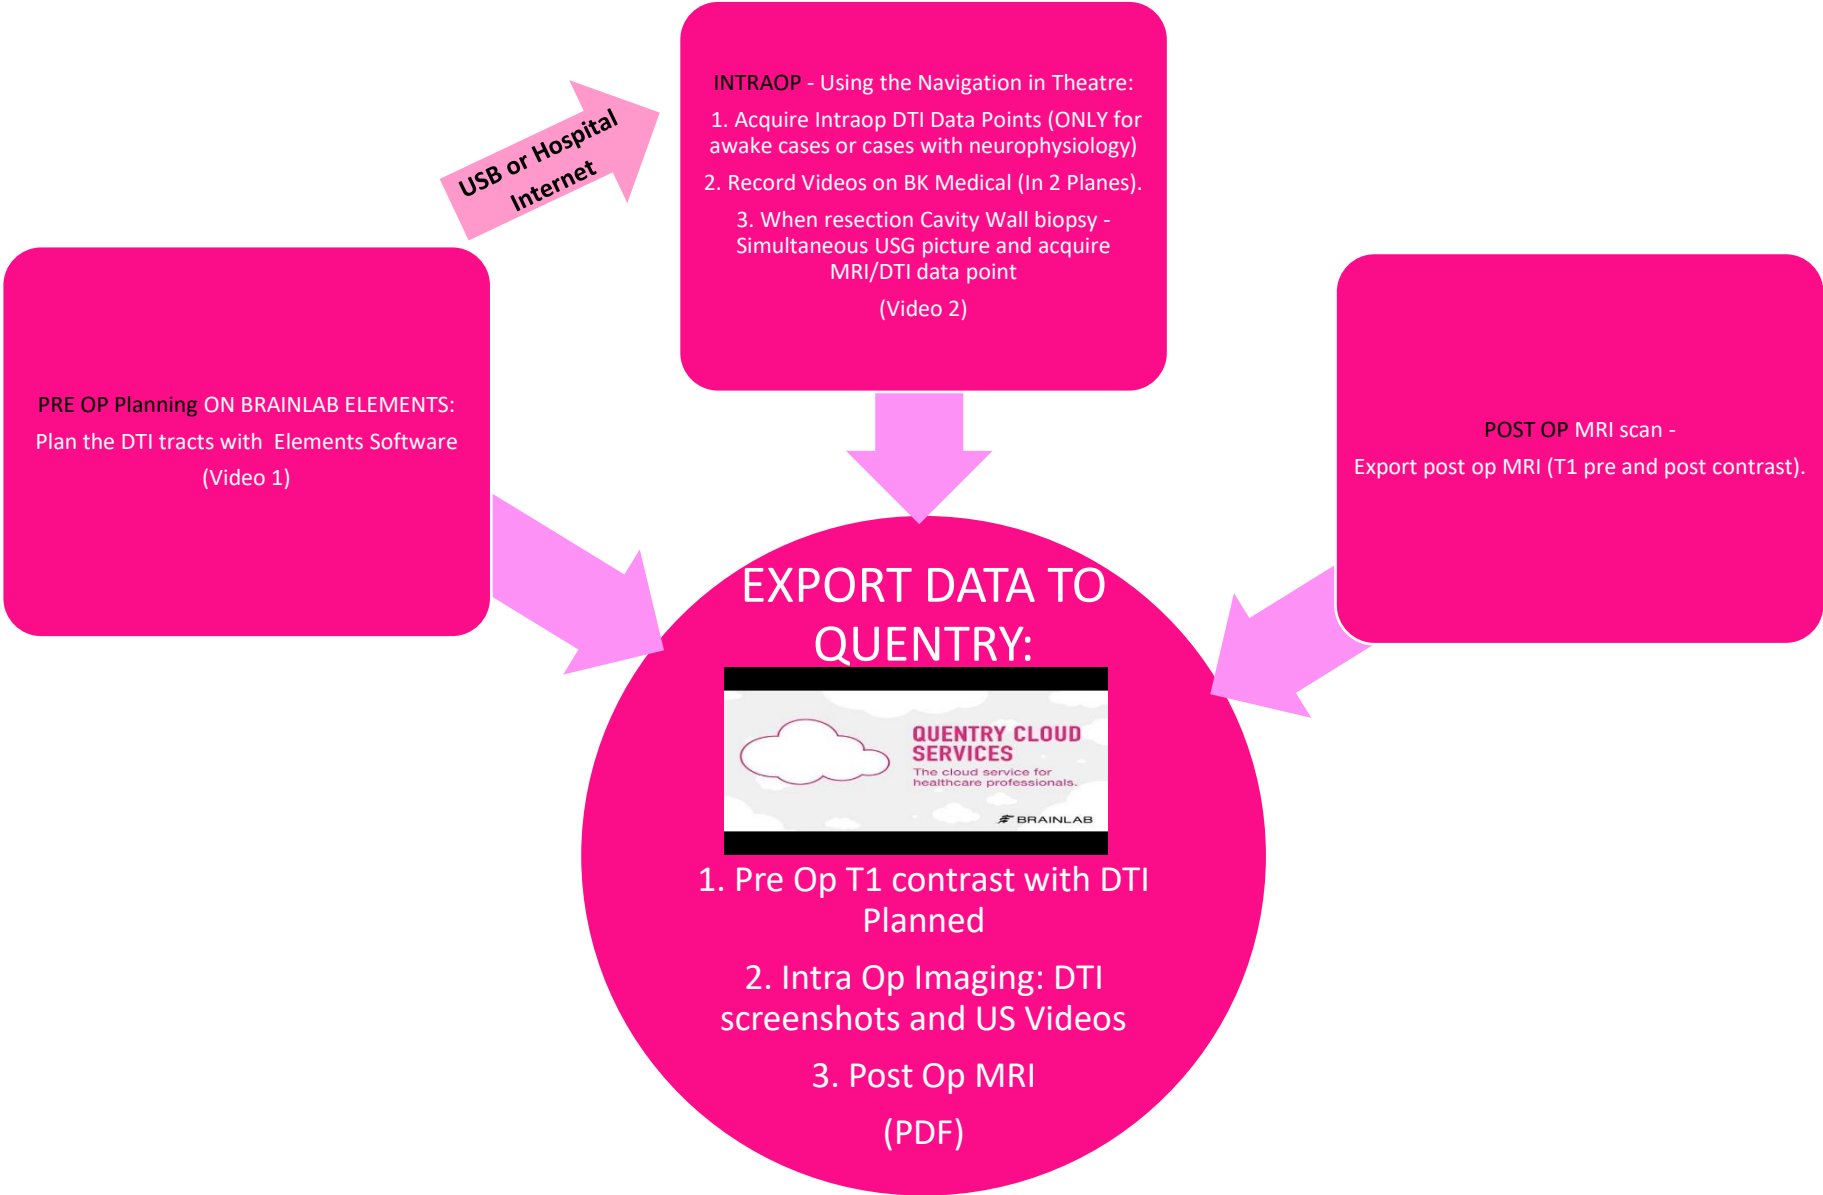 INTRAOP - Using the Navigation in Theatre:
1. Acquire Intraop DTI Data Points (ONLY for
awake cases or cases with neurophysiology)
2. Record Videos on BK Medical (In 2 Planes).
3. When resection Cavity Wall biopsy -
Simultaneous USG picture and acquire
MRI/DTI data point
(Video 2)
USB or Hospital
Internet
PRE OP Planning ON BRAINLAB ELEMENTS:
Plan the DTI tracts with Elements Software
(Video 1)
POST OP MRI scan -
Export post op MRI (T1 pre and post contrast).
EXPORT DATA TO
QUENTRY:
QUENTRY CLOUD
SERVICES
The cloud service for
healthcare professionals.
BRAINLAB
1. Pre Op T1 contrast with DTI
Planned
2. Intra Op Imaging: DTI
screenshots and US Videos
3. Post Op MRI
(PDF)